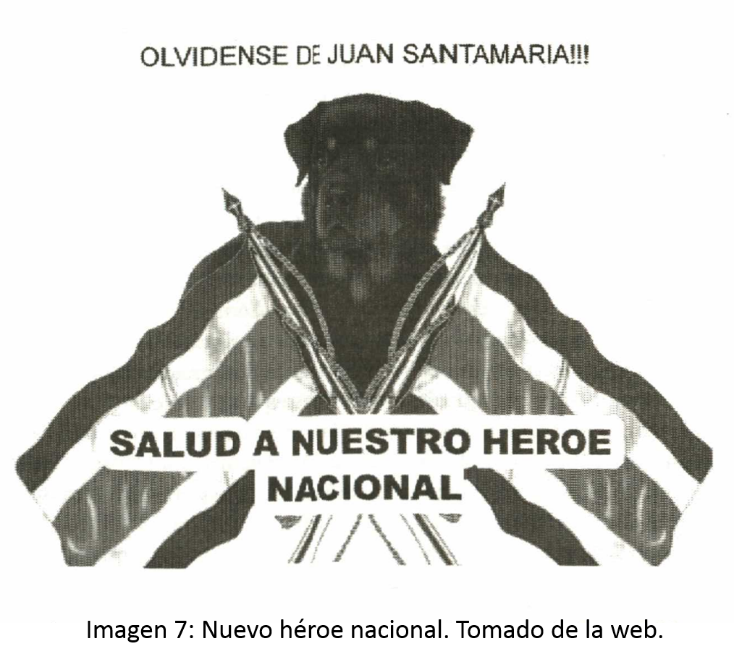 OLVIDENSE DE JUAN SANTAMARIA!!!
SALUD A NUESTRO HEROE
NACIONAL
Imagen 7: Nuevo héroe nacional. Tomado de la web.